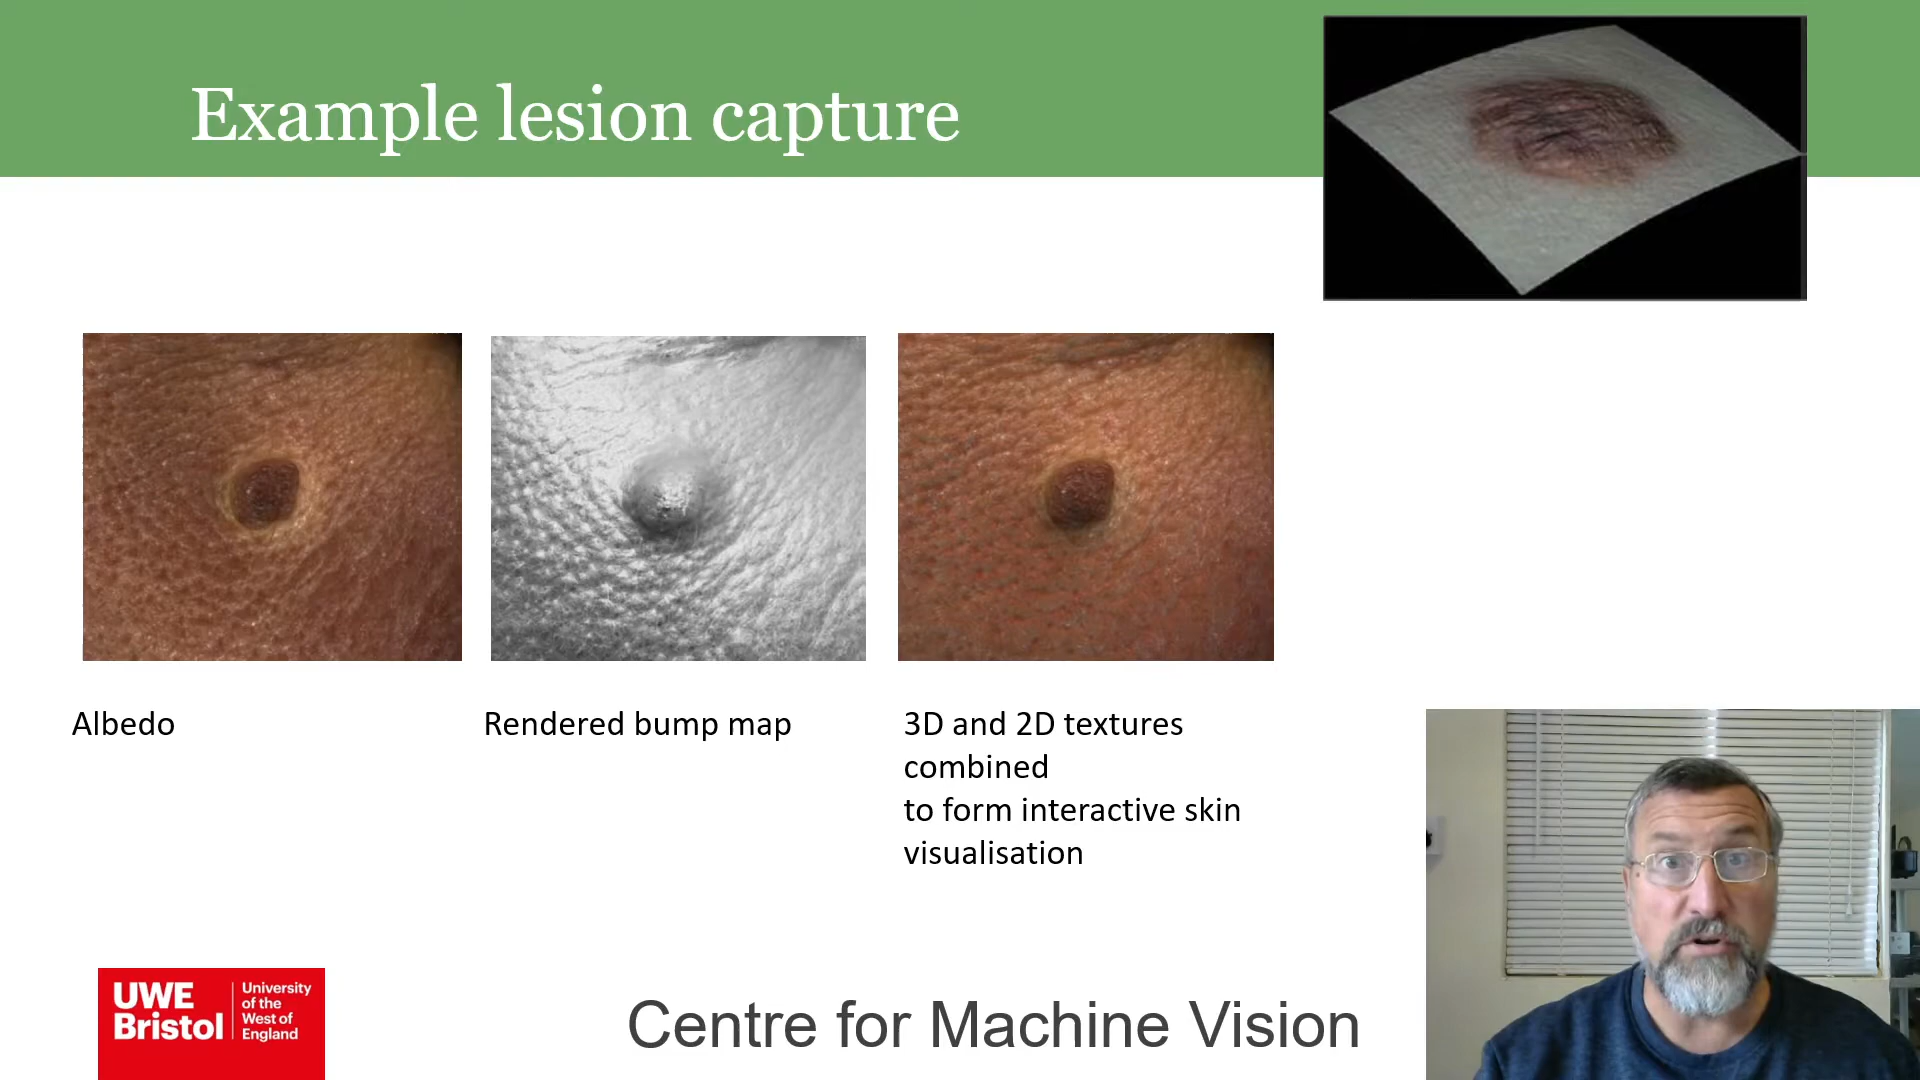 Example lesion capture
Albedo
Rendered bump map
3D and 2D textures
combined
to form interactive skin
visualisation
UWE
Bristol
University
of the
West of
England
Centre for Machine Vision